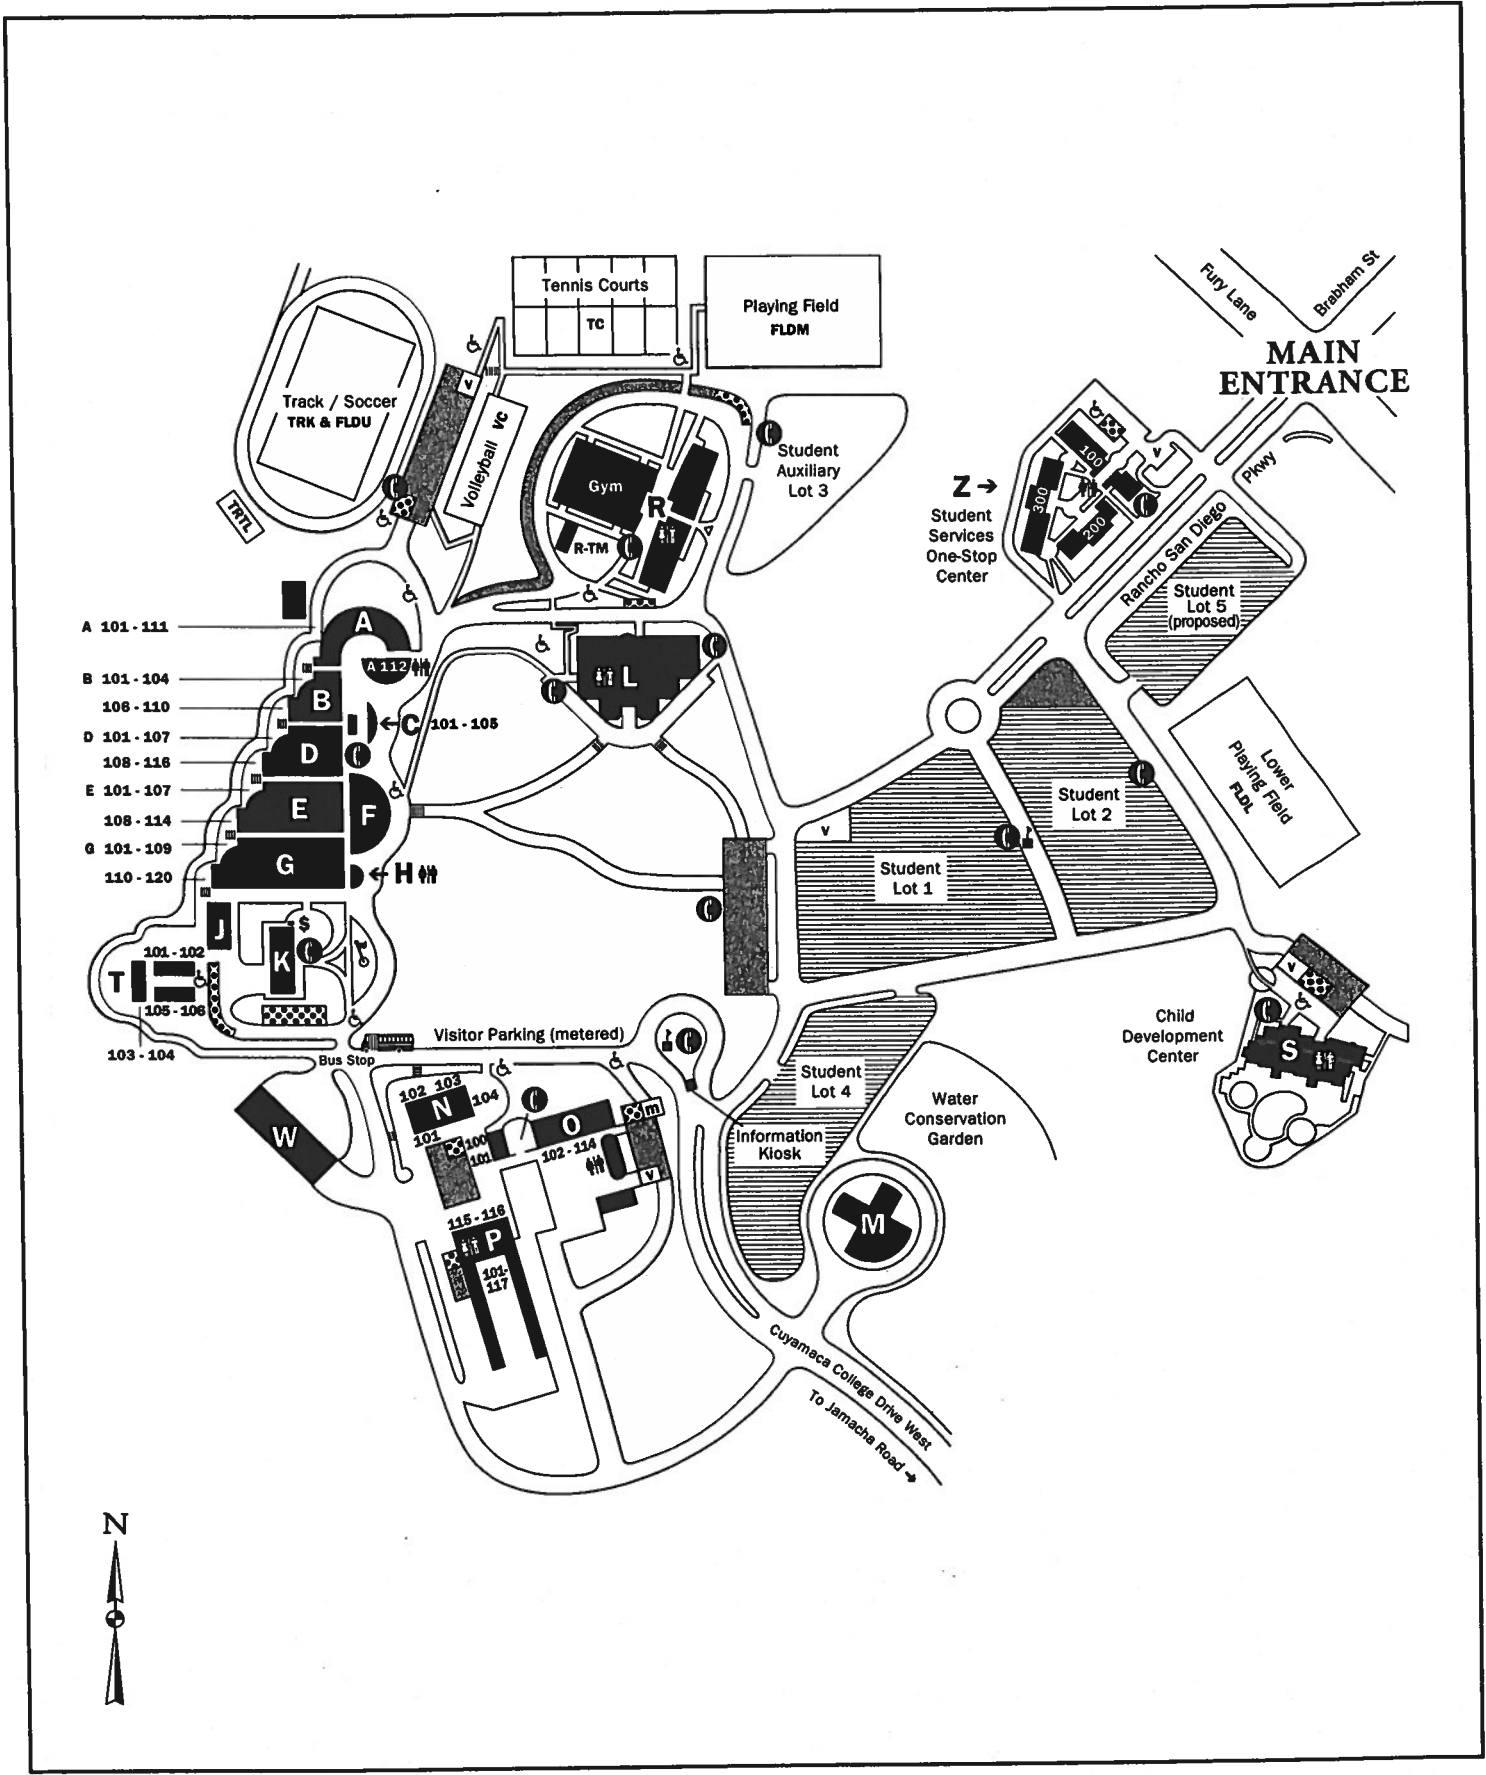 Fury Lane
Brabham St
MAIN
ENTRANCE
Pkwy
Rancho San Diego
Tennis Courts
TC
Playing Field
FLDM
Track / Soccer
TRK & FLDU
TRTL
V
Volleyball VC
Student
Auxiliary
Lot 3
Gym
R
R-TM
Z →
Student
Services
One-Stop
Center
100
200
300
V
Student
Lot 5
(proposed)
A 101 - 111
A
A 112
B 101 - 104
106 - 110
B
← C 101 - 105
D 101 - 107
108 - 116
D
E 101 - 107
108 - 114
E
F
G 101 - 109
110 - 120
G
← H
L
Lower
Playing Field
FLDL
Student
Lot 2
V
Student
Lot 1
J
$
K
T
101 - 102
105 - 106
103 - 104
Bus Stop
Visitor Parking (metered)
V
Child
Development
Center
S
Student
Lot 4
Water
Conservation
Garden
Information
Kiosk
M
W
102 103
N
104
101
100
101
O
102 - 114
m
V
115 - 116
P
101-
117
Cuyamaca College Drive West
To Jamacha Road →
N